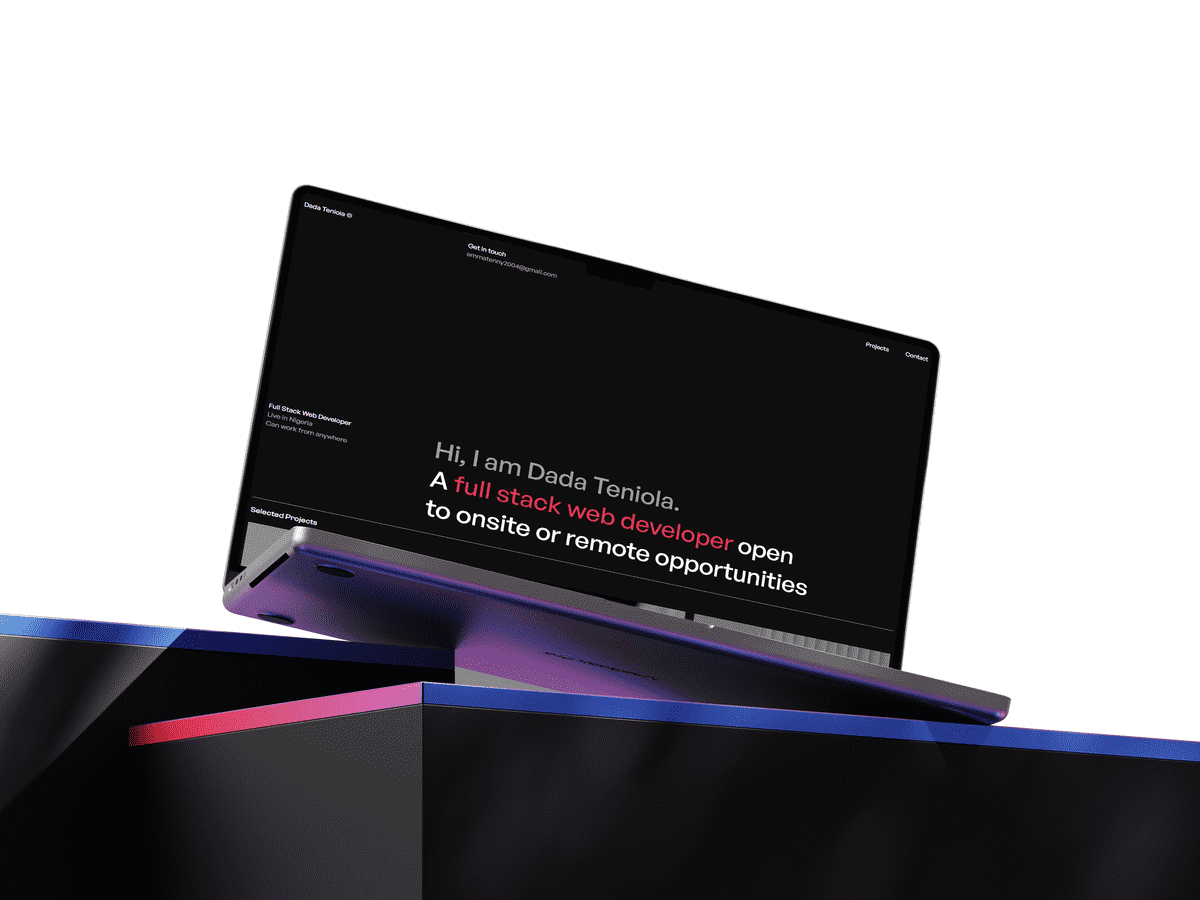 Dada Teniola ©
Get in touch
emmatenny2004@gmail.com
Projects
Contact
Full Stack Web Developer
Live in Nigeria
Can work from anywhere
Hi, I am Dada Teniola.
A full stack web developer open
to onsite or remote opportunities
Selected Projects